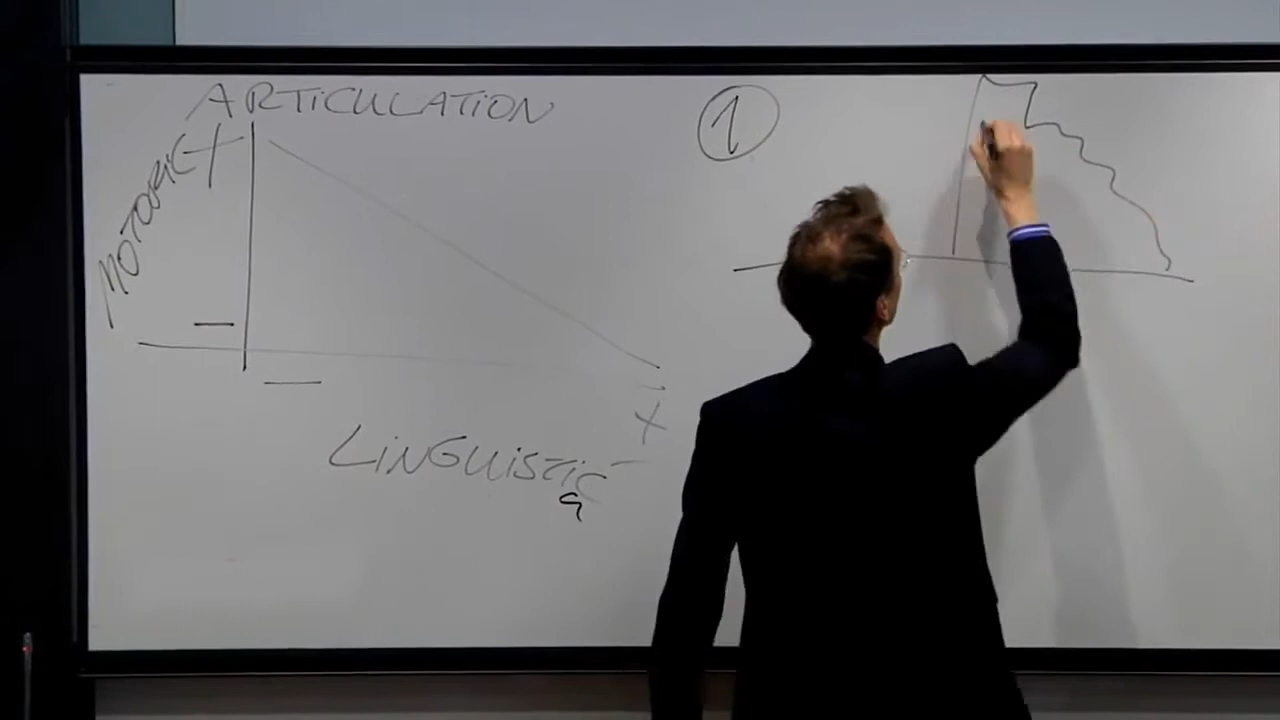 ARTICULATION
MOTORIC +
—
—
+
LINGUISTIC
1